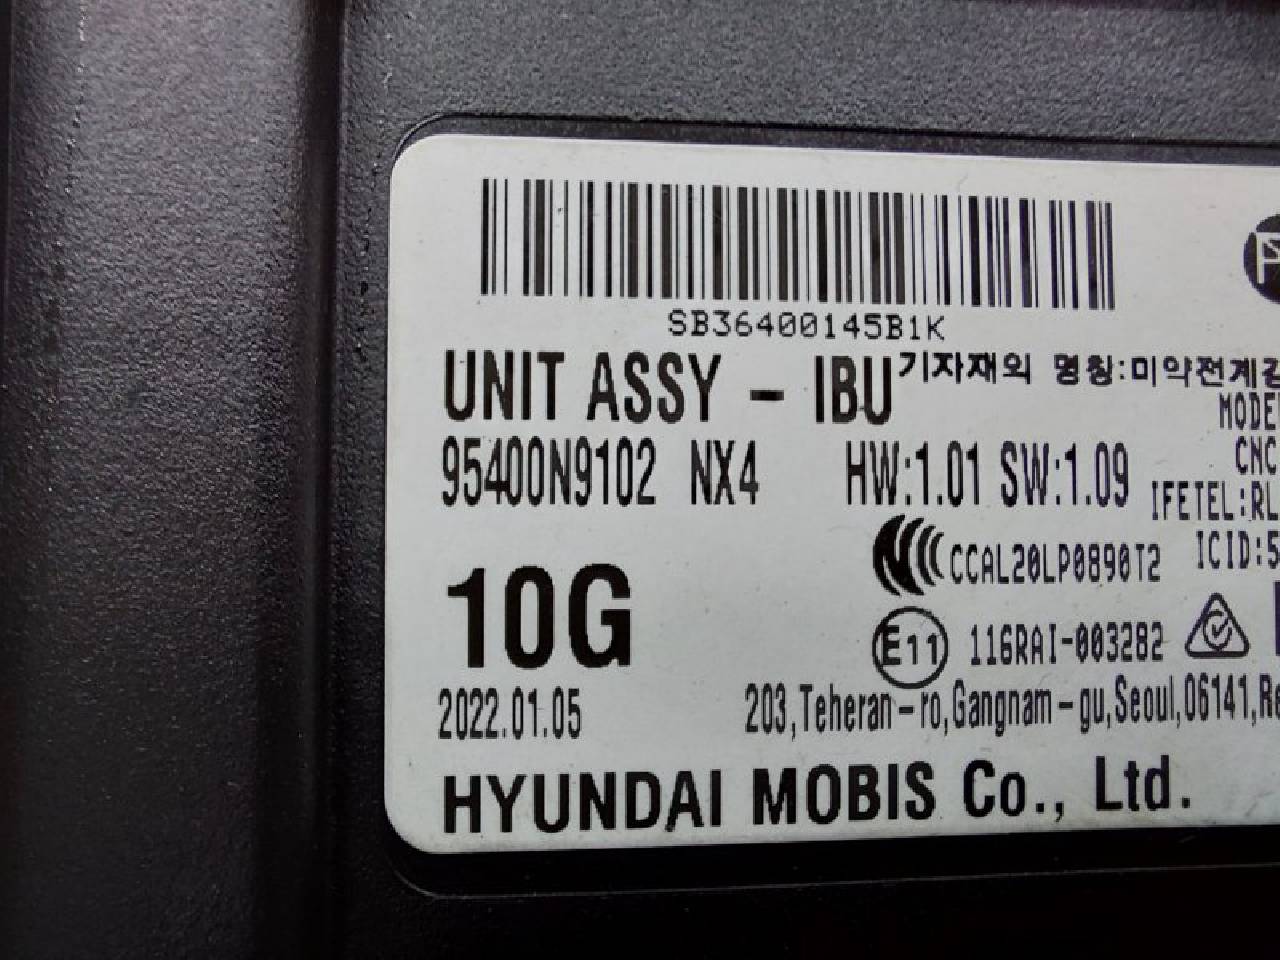 SB36400145B1K
UNIT ASSY - IBU 기자재의 명칭:미약전계강
95400N9102 NX4 HW:1.01 SW:1.09
MODE
CNC
IFETEL:RL
10G
CCAL20LP0890T2 ICID:5
E11 116RAI-003282
2022.01.05 203,Teheran-ro,Gangnam-gu,Seoul,06141,Re
HYUNDAI MOBIS Co., Ltd.